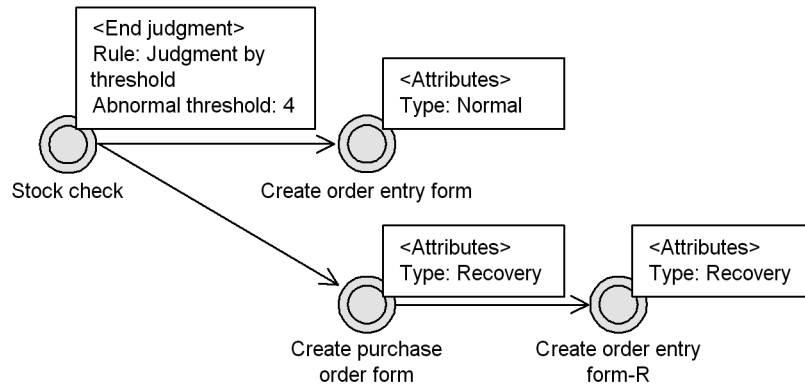 <End judgment>
Rule: Judgment by
threshold
Abnormal threshold: 4
<Attributes>
Type: Normal
Stock check
Create order entry form
<Attributes>
Type: Recovery
<Attributes>
Type: Recovery
Create purchase
order form
Create order entry
form-R